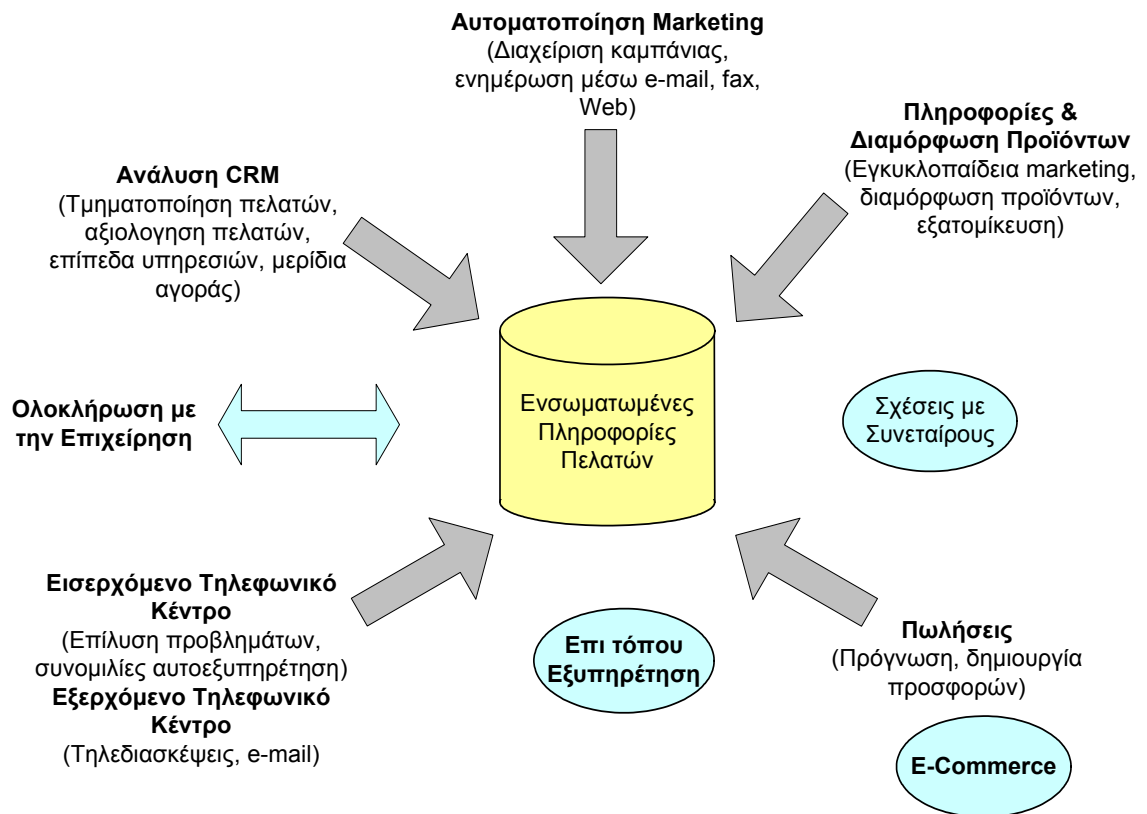 Αυτοματοποίηση Marketing
(Διαχείριση καμπάνιας,
ενημέρωση μέσω e-mail, fax,
Web)
Πληροφορίες &
Διαμόρφωση Προϊόντων
(Εγκυκλοπαίδεια marketing,
διαμόρφωση προϊόντων,
εξατομίκευση)
Ανάλυση CRM
(Τμηματοποίηση πελατών,
αξιολογηση πελατών,
επίπεδα υπηρεσιών, μερίδια
αγοράς)
Ολοκλήρωση με
την Επιχείρηση
Ενσωματωμένες
Πληροφορίες
Πελατών
Σχέσεις με
Συνεταίρους
Εισερχόμενο Τηλεφωνικό
Κέντρο
(Επίλυση προβλημάτων,
συνομιλίες αυτοεξυπηρέτηση)
Εξερχόμενο Τηλεφωνικό
Κέντρο
(Τηλεδιασκέψεις, e-mail)
Επι τόπου
Εξυπηρέτηση
Πωλήσεις
(Πρόγνωση, δημιουργία
προσφορών)
E-Commerce